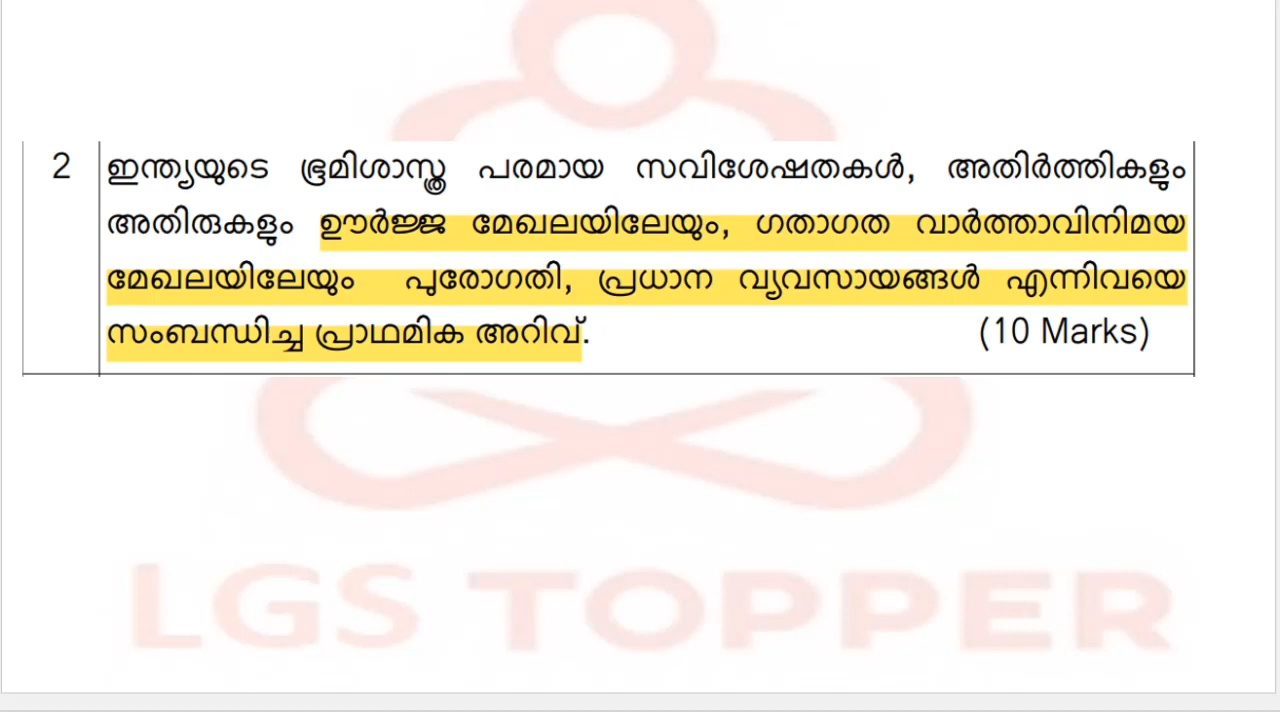 2 ഇന്ത്യയുടെ ഭൂമിശാസ്ത്ര പരമായ സവിശേഷതകൾ, അതിർത്തികളും
അതിരുകളും ഊർജ്ജ മേഖലയിലേയും, ഗതാഗത വാർത്താവിനിമയ
മേഖലയിലേയും പുരോഗതി, പ്രധാന വ്യവസായങ്ങൾ എന്നിവയെ
സംബന്ധിച്ച പ്രാഥമിക അറിവ്. (10 Marks)
LGS TOPPER